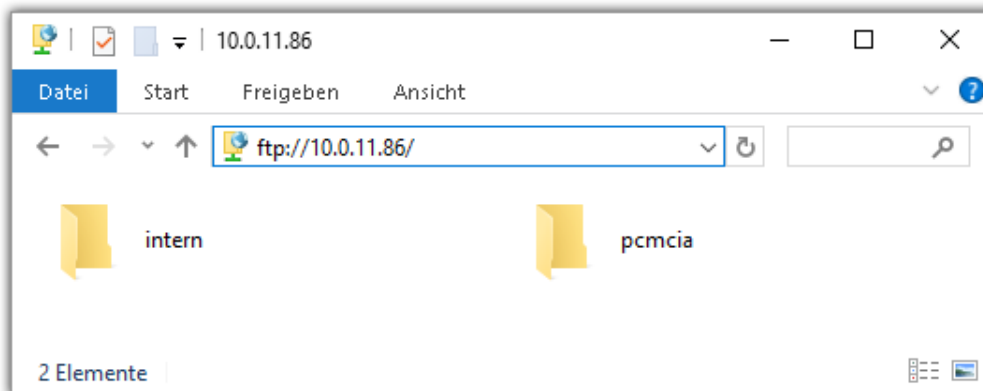 10.0.11.86
Datei Start Freigeben Ansicht ?
ftp://10.0.11.86/
intern pcmcia
2 Elemente